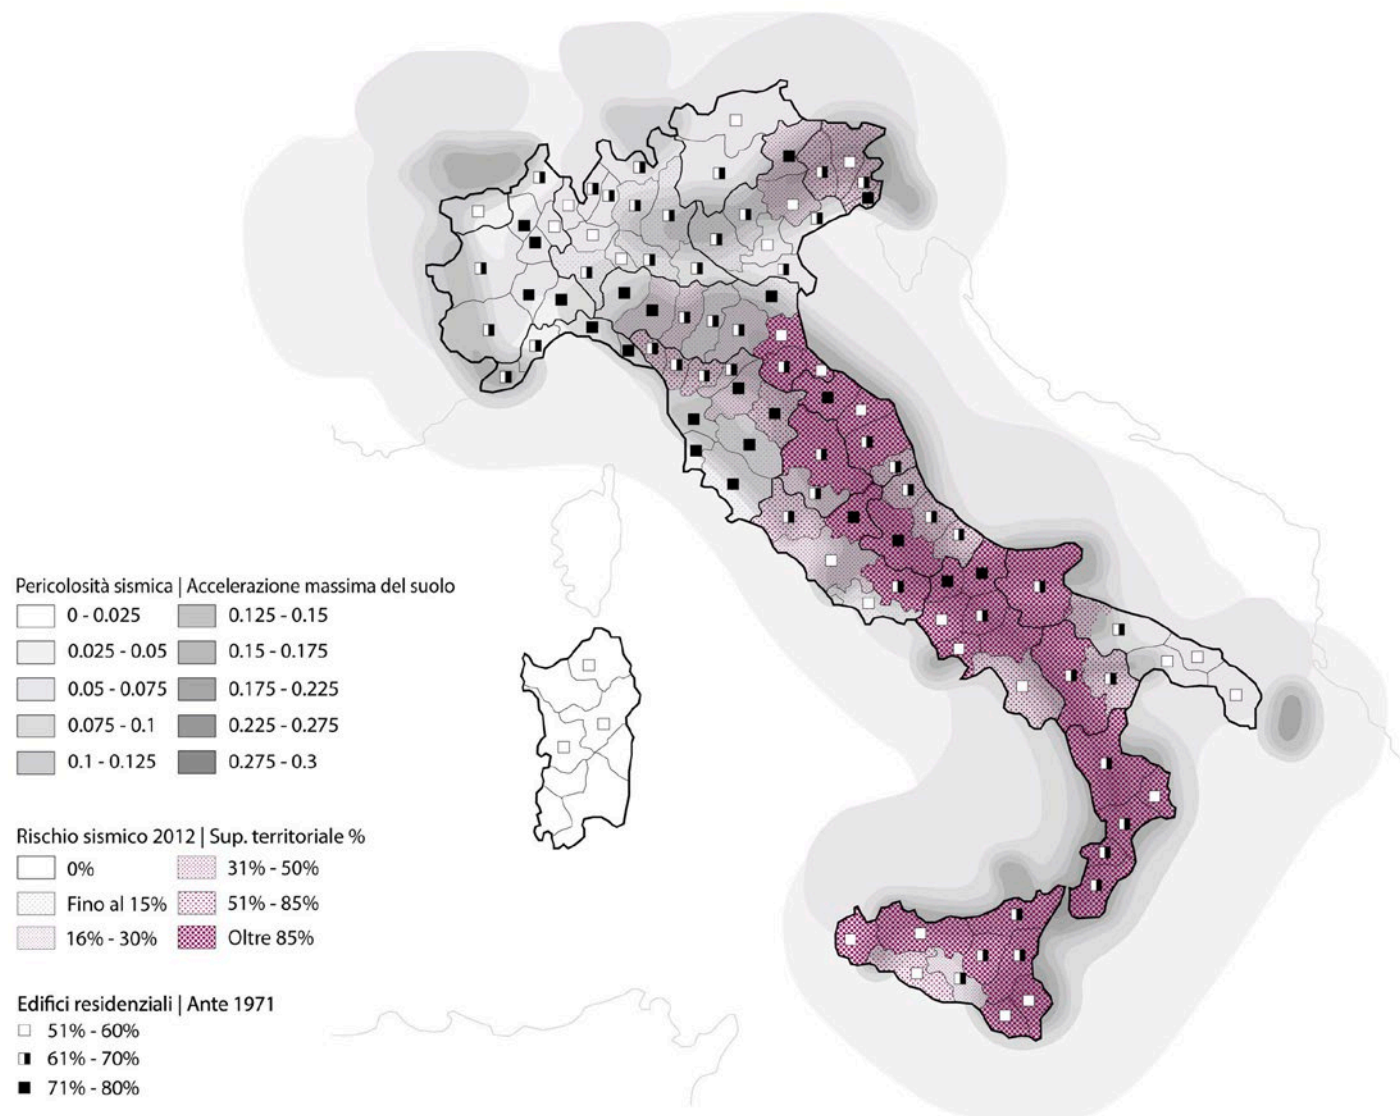 Pericolosità sismica | Accelerazione massima del suolo
0 - 0.025
0.125 - 0.15
0.025 - 0.05
0.15 - 0.175
0.05 - 0.075
0.175 - 0.225
0.075 - 0.1
0.225 - 0.275
0.1 - 0.125
0.275 - 0.3
Rischio sismico 2012 | Sup. territoriale %
0%
31% - 50%
Fino al 15%
51% - 85%
16% - 30%
Oltre 85%
Edifici residenziali | Ante 1971
51% - 60%
61% - 70%
71% - 80%